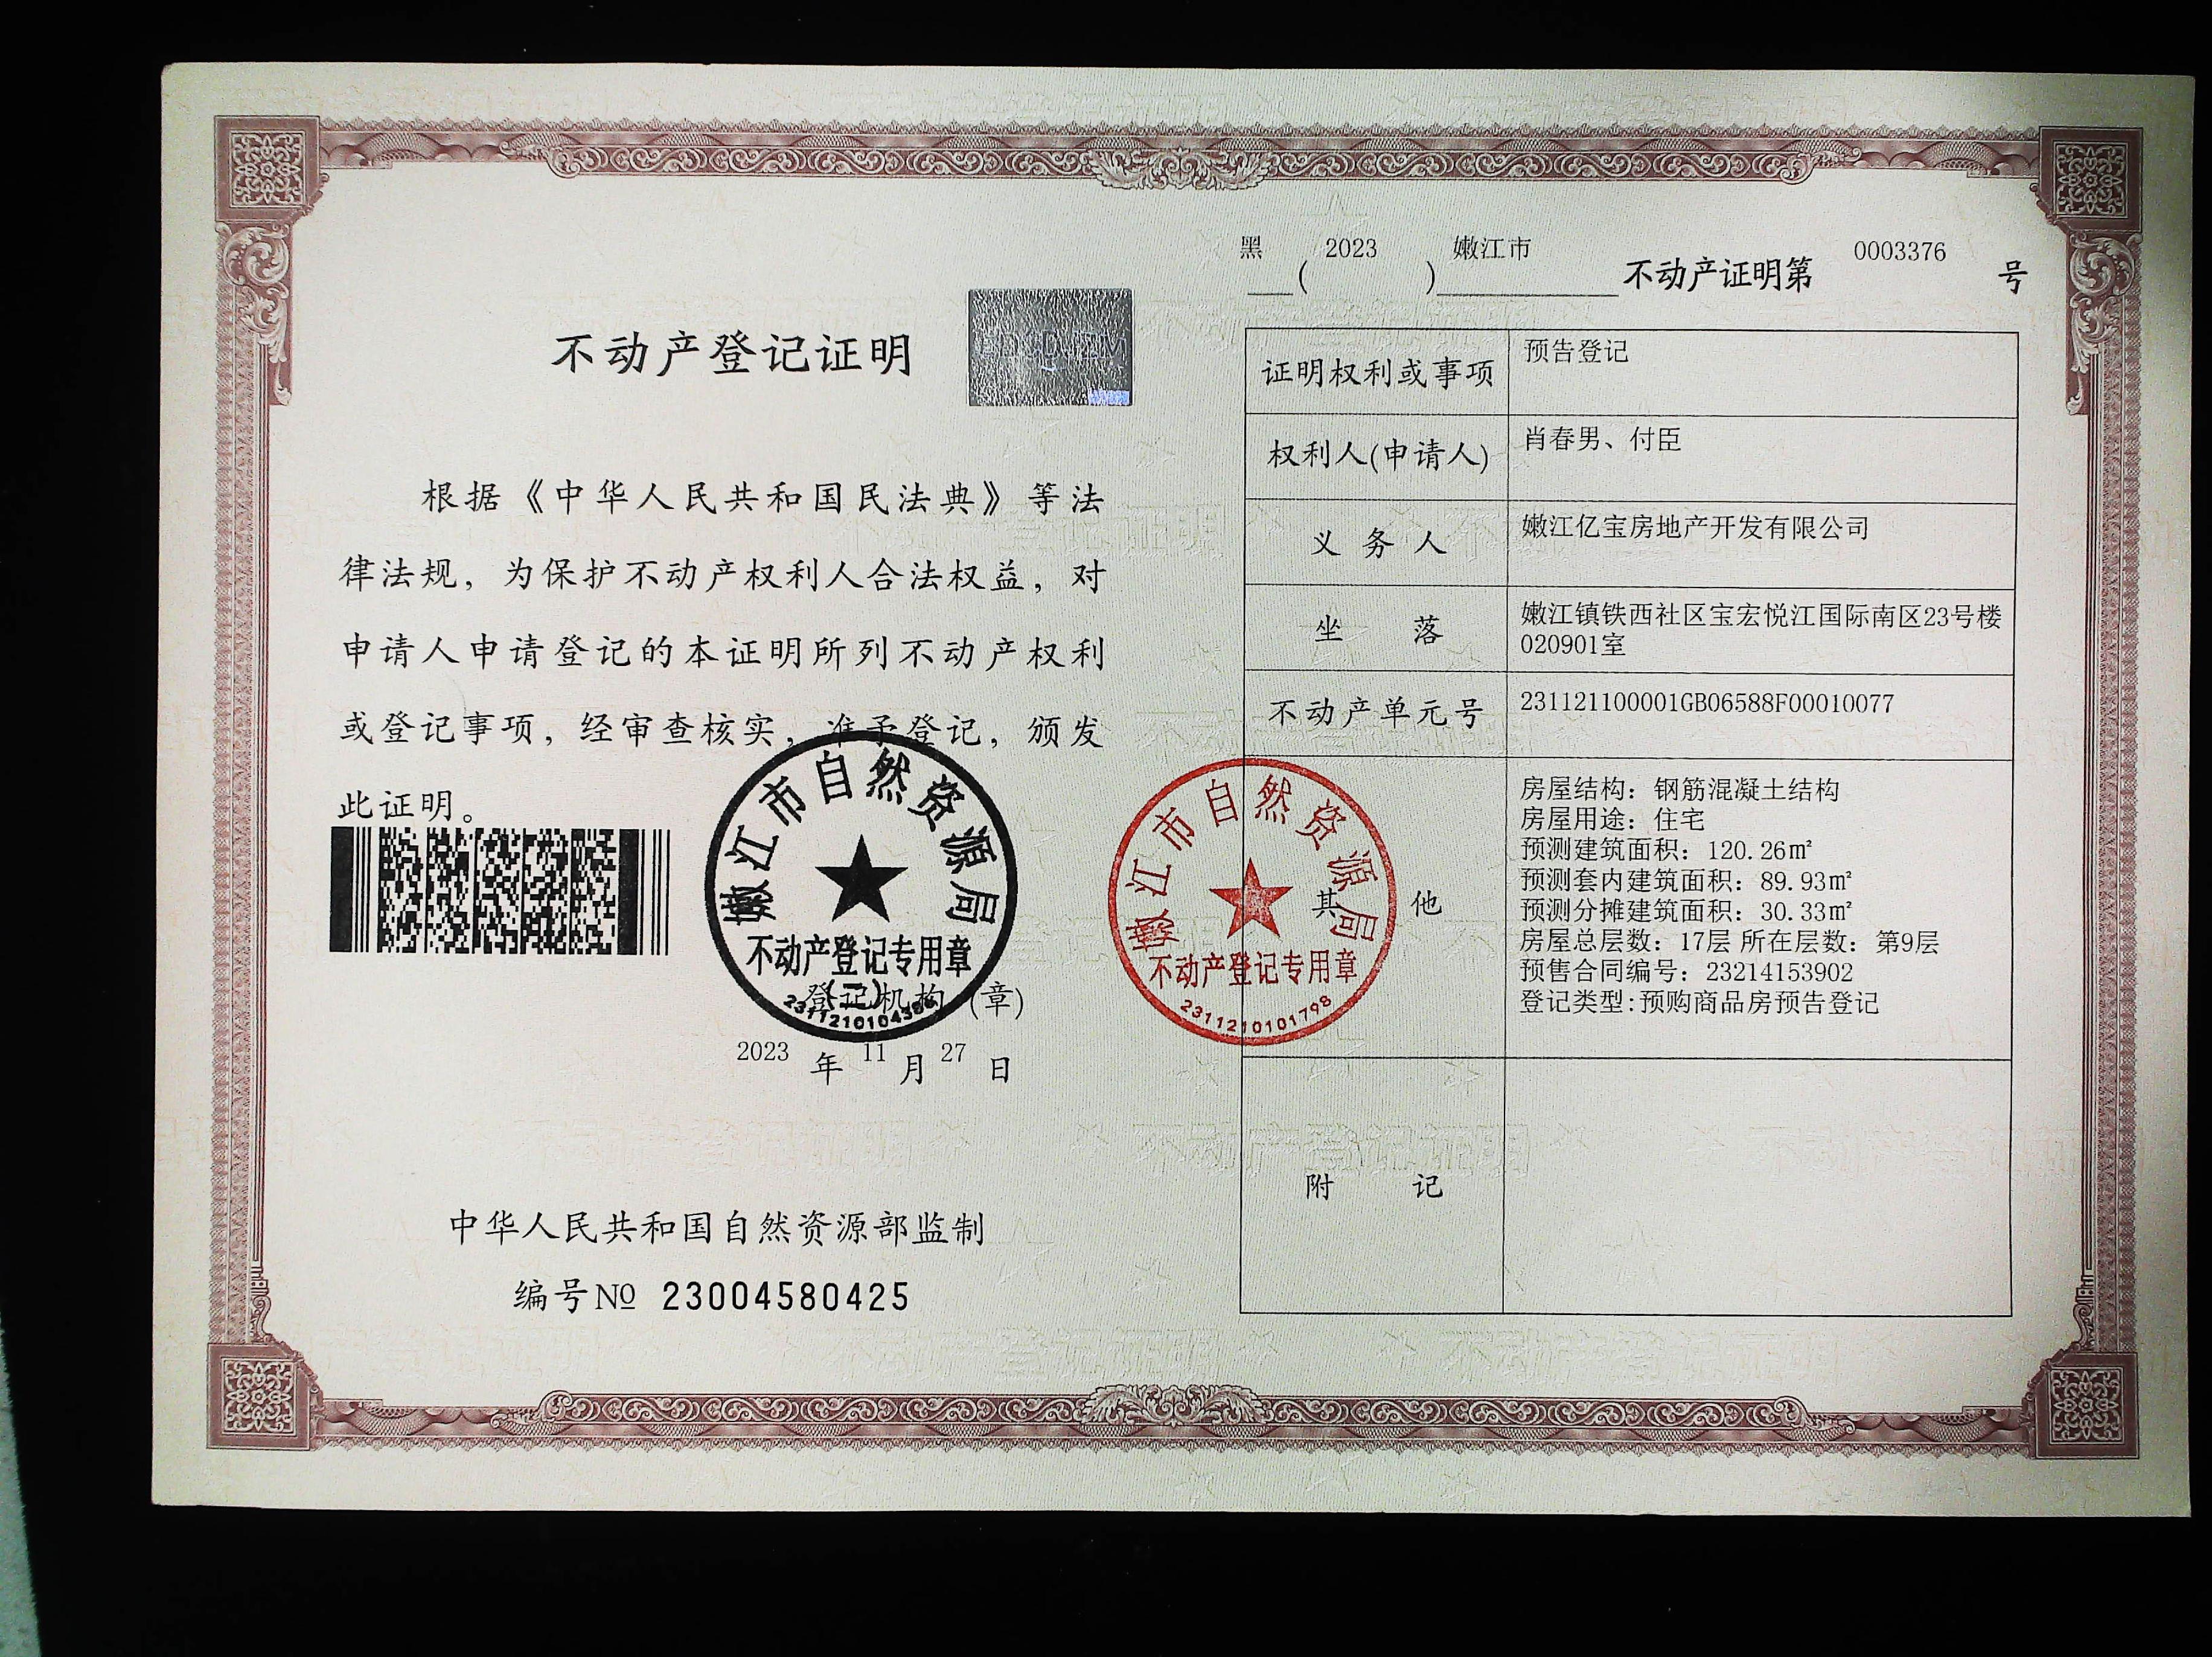 不动产登记证明
根据《中华人民共和国民法典》等法
律法规，为保护不动产权利人合法权益，对
申请人申请登记的本证明所列不动产权利
或登记事项，经审查核实，准予登记，颁发
此证明。
嫩江市自然资源局
不动产登记专用章
(二)
登记机构 (章)
2023 年 11 月 27 日
中华人民共和国自然资源部监制
编号№ 23004580425
黑 ( 2023 ) 嫩江市 不动产证明第 0003376 号
证明权利或事项 预告登记
权利人(申请人) 肖春男、付臣
义务人 嫩江亿宝房地产开发有限公司
坐落 嫩江镇铁西社区宝宏悦江国际南区23号楼
020901室
不动产单元号 231121100001GB06588F00010077
其他
房屋结构：钢筋混凝土结构
房屋用途：住宅
预测建筑面积：120.26㎡
预测套内建筑面积：89.93㎡
预测分摊建筑面积：30.33㎡
房屋总层数：17层 所在层数：第9层
预售合同编号：23214153902
登记类型:预购商品房预告登记
嫩江市自然资源局
不动产登记专用章
2311210101798
附记